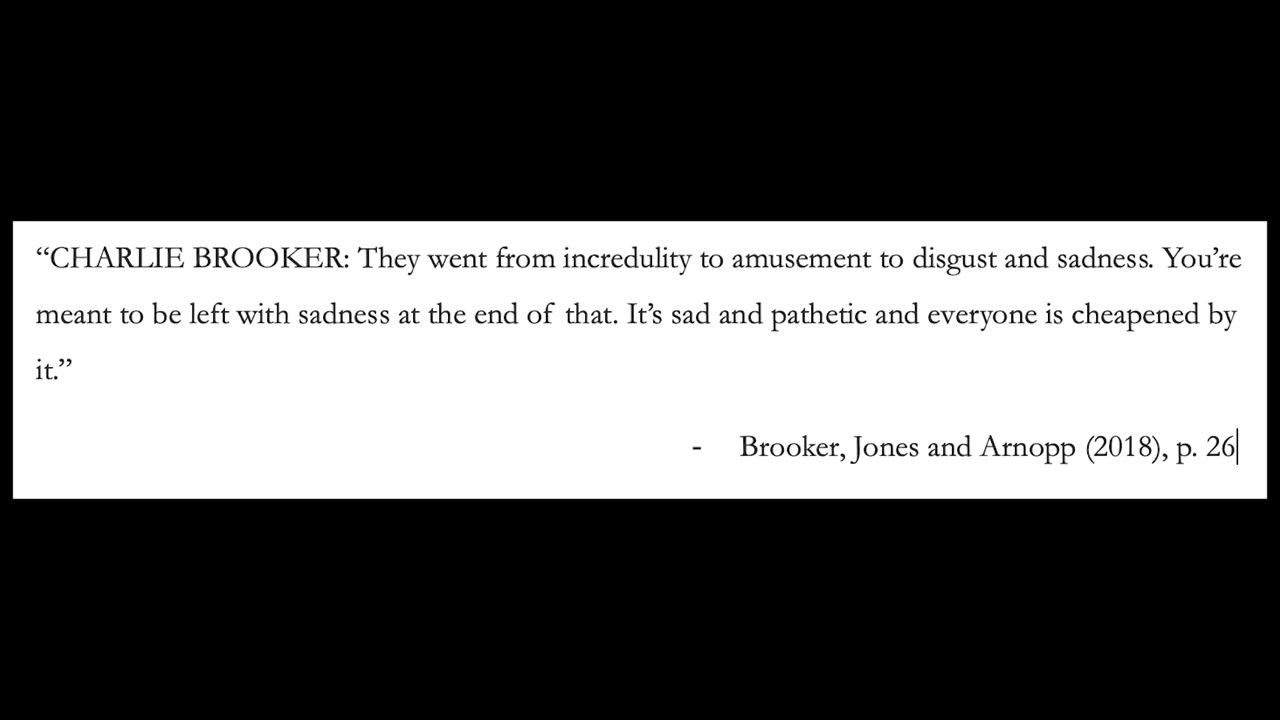 “CHARLIE BROOKER: They went from incredulity to amusement to disgust and sadness. You’re
meant to be left with sadness at the end of that. It’s sad and pathetic and everyone is cheapened by
it.”
- Brooker, Jones and Arnopp (2018), p. 26